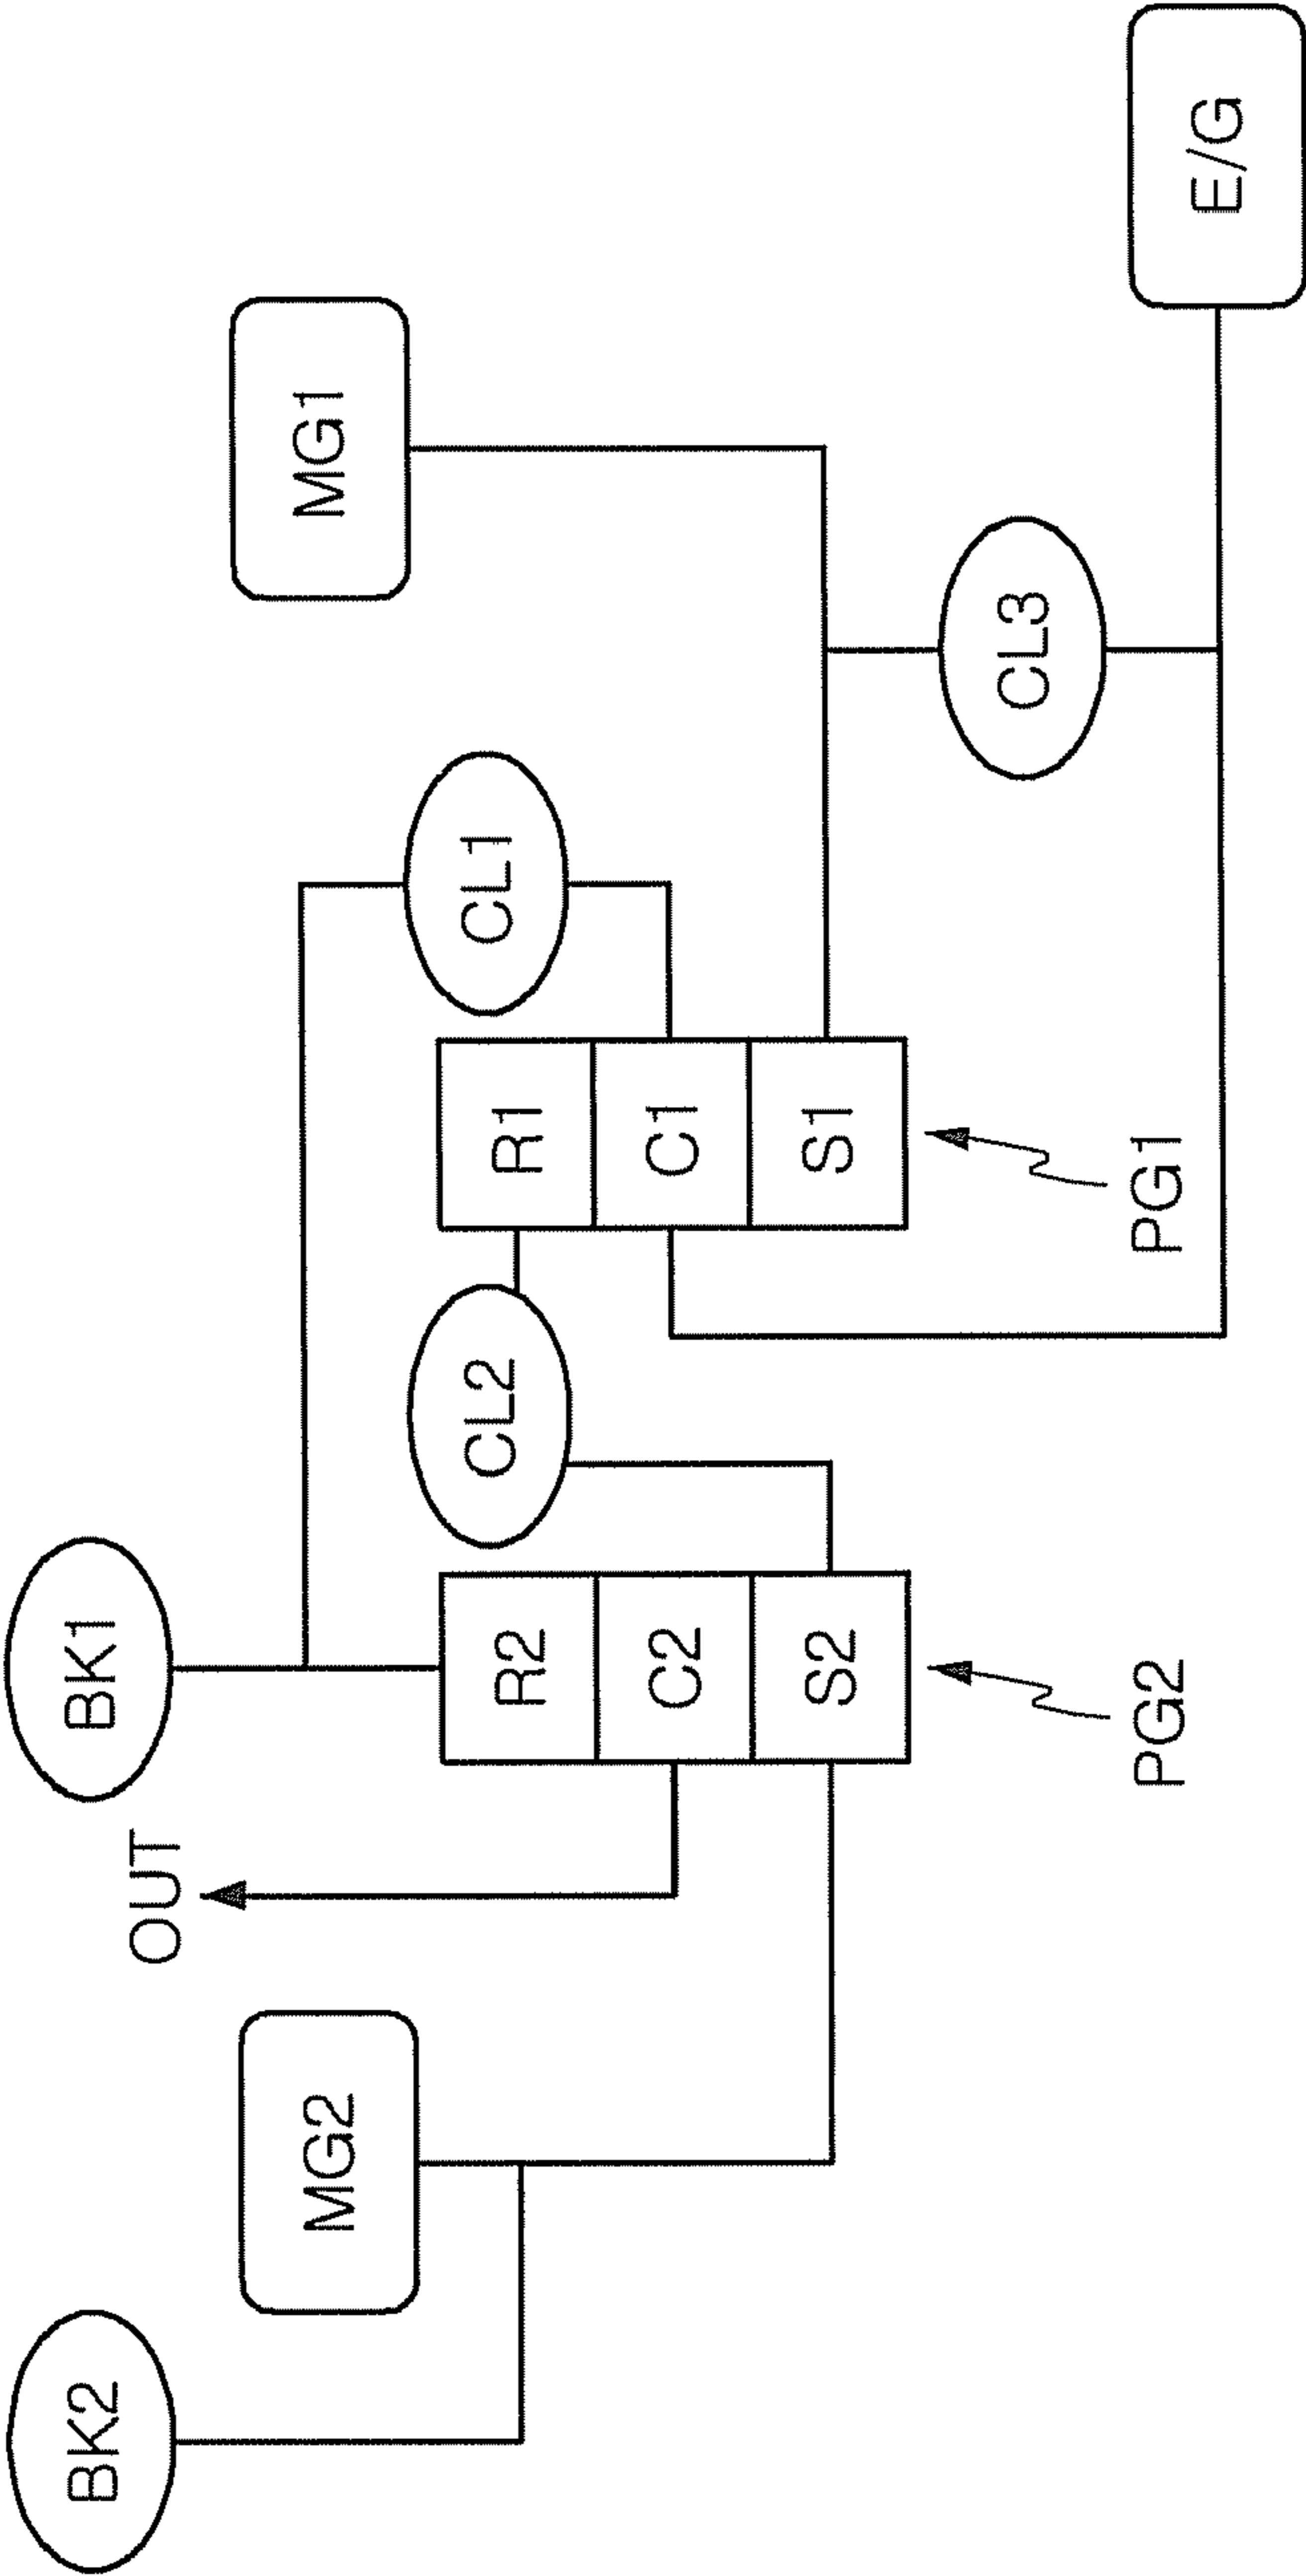 BK2
MG2
OUT
BK1
R2
C2
S2
PG2
CL2
R1
C1
S1
PG1
CL1
MG1
CL3
E/G